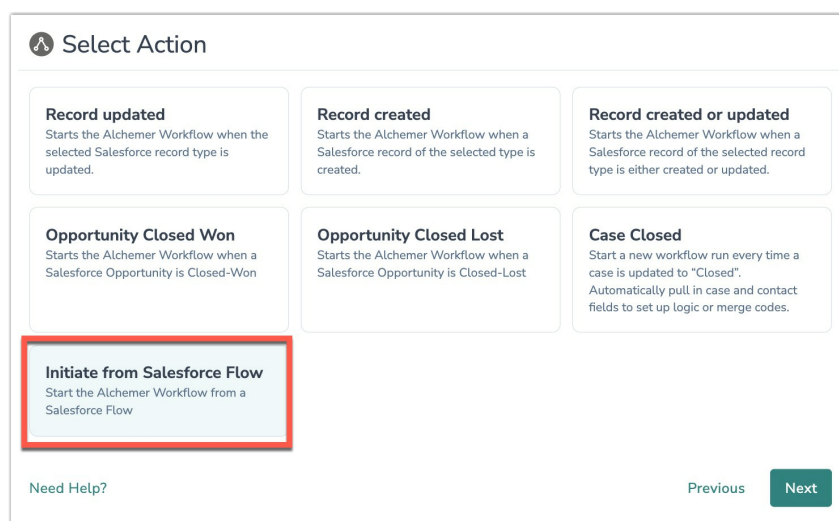 Select Action
Record updated
Starts the Alchemer Workflow when the
selected Salesforce record type is
updated.
Record created
Starts the Alchemer Workflow when a
Salesforce record of the selected type is
created.
Record created or updated
Starts the Alchemer Workflow when a
Salesforce record of the selected record
type is either created or updated.
Opportunity Closed Won
Starts the Alchemer Workflow when a
Salesforce Opportunity is Closed-Won
Opportunity Closed Lost
Starts the Alchemer Workflow when a
Salesforce Opportunity is Closed-Lost
Case Closed
Start a new workflow run every time a
case is updated to “Closed”.
Automatically pull in case and contact
fields to set up logic or merge codes.
Initiate from Salesforce Flow
Start the Alchemer Workflow from a
Salesforce Flow
Need Help?
Previous
Next